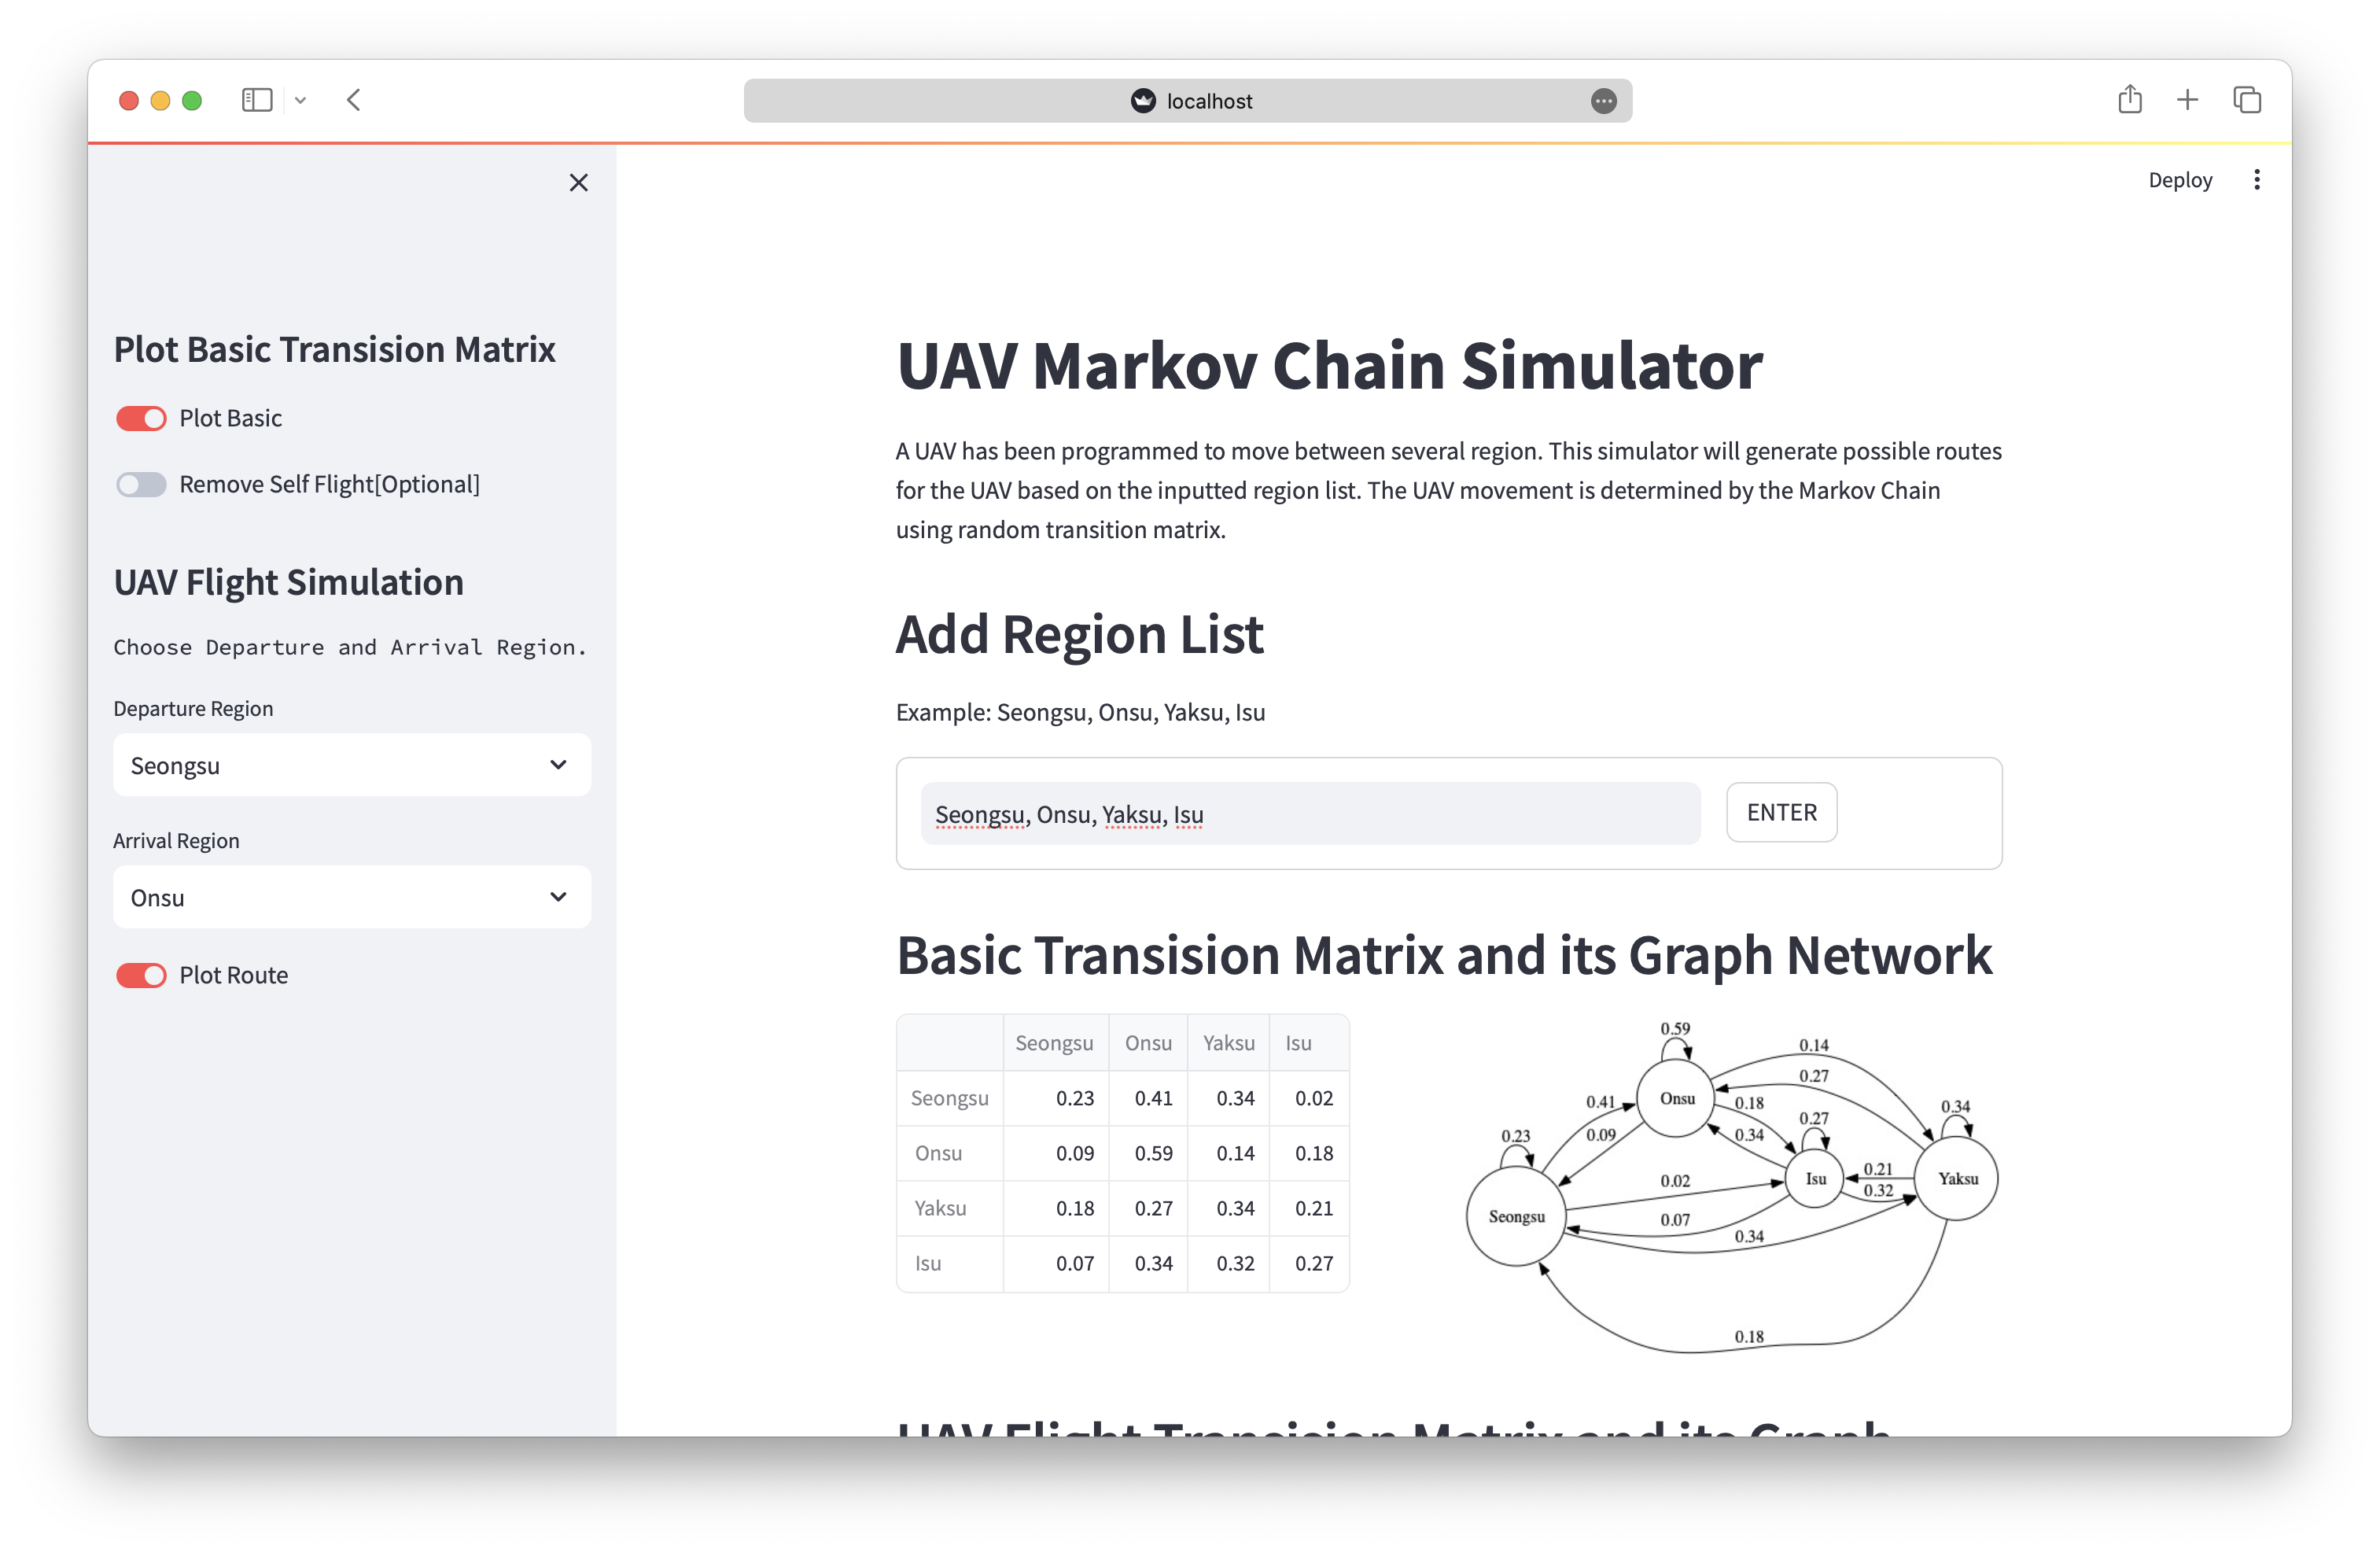 localhost
Deploy
Plot Basic Transision Matrix
Plot Basic
Remove Self Flight[Optional]
UAV Flight Simulation
Choose Departure and Arrival Region.
Departure Region
Seongsu
Arrival Region
Onsu
Plot Route
UAV Markov Chain Simulator
A UAV has been programmed to move between several region. This simulator will generate possible routes
for the UAV based on the inputted region list. The UAV movement is determined by the Markov Chain
using random transition matrix.
Add Region List
Example: Seongsu, Onsu, Yaksu, Isu
Seongsu, Onsu, Yaksu, Isu
ENTER
Basic Transision Matrix and its Graph Network
Seongsu Onsu Yaksu Isu
Seongsu 0.23 0.41 0.34 0.02
Onsu 0.09 0.59 0.14 0.18
Yaksu 0.18 0.27 0.34 0.21
Isu 0.07 0.34 0.32 0.27
0.59
0.14
0.27
Onsu
0.41
0.18
0.34
0.27
0.23
0.09
0.34
Isu
0.21
0.32
Yaksu
0.02
Seongsu
0.07
0.34
0.18
UAV Flight Transision Matrix and its Graph